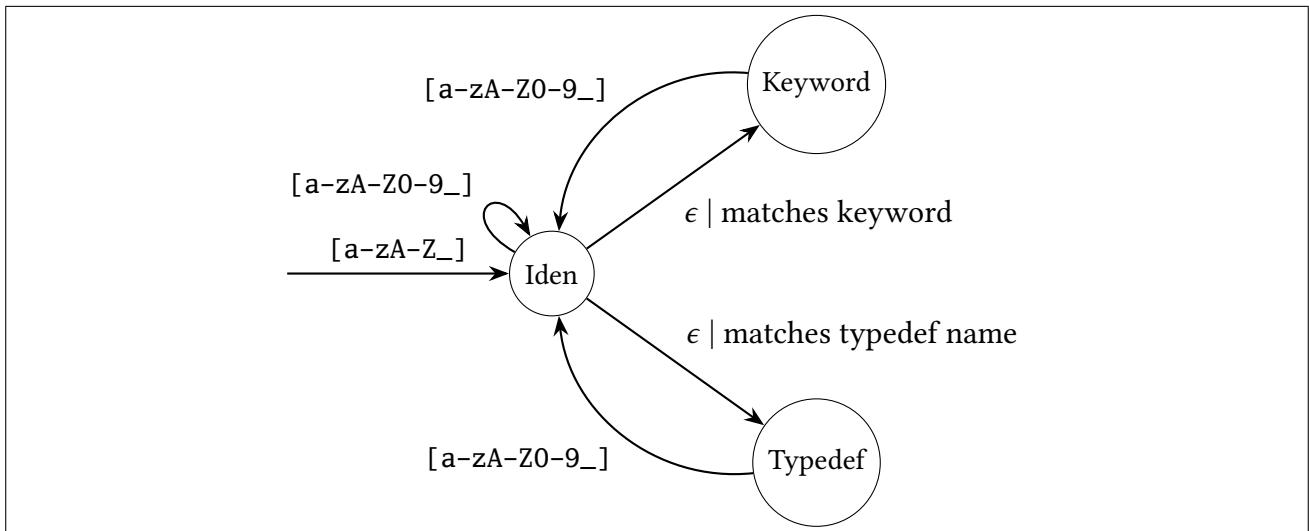 Keyword
[a-zA-Z0-9_]
[a-zA-Z0-9_]
ϵ | matches keyword
[a-zA-Z_]
Iden
ϵ | matches typedef name
[a-zA-Z0-9_]
Typedef